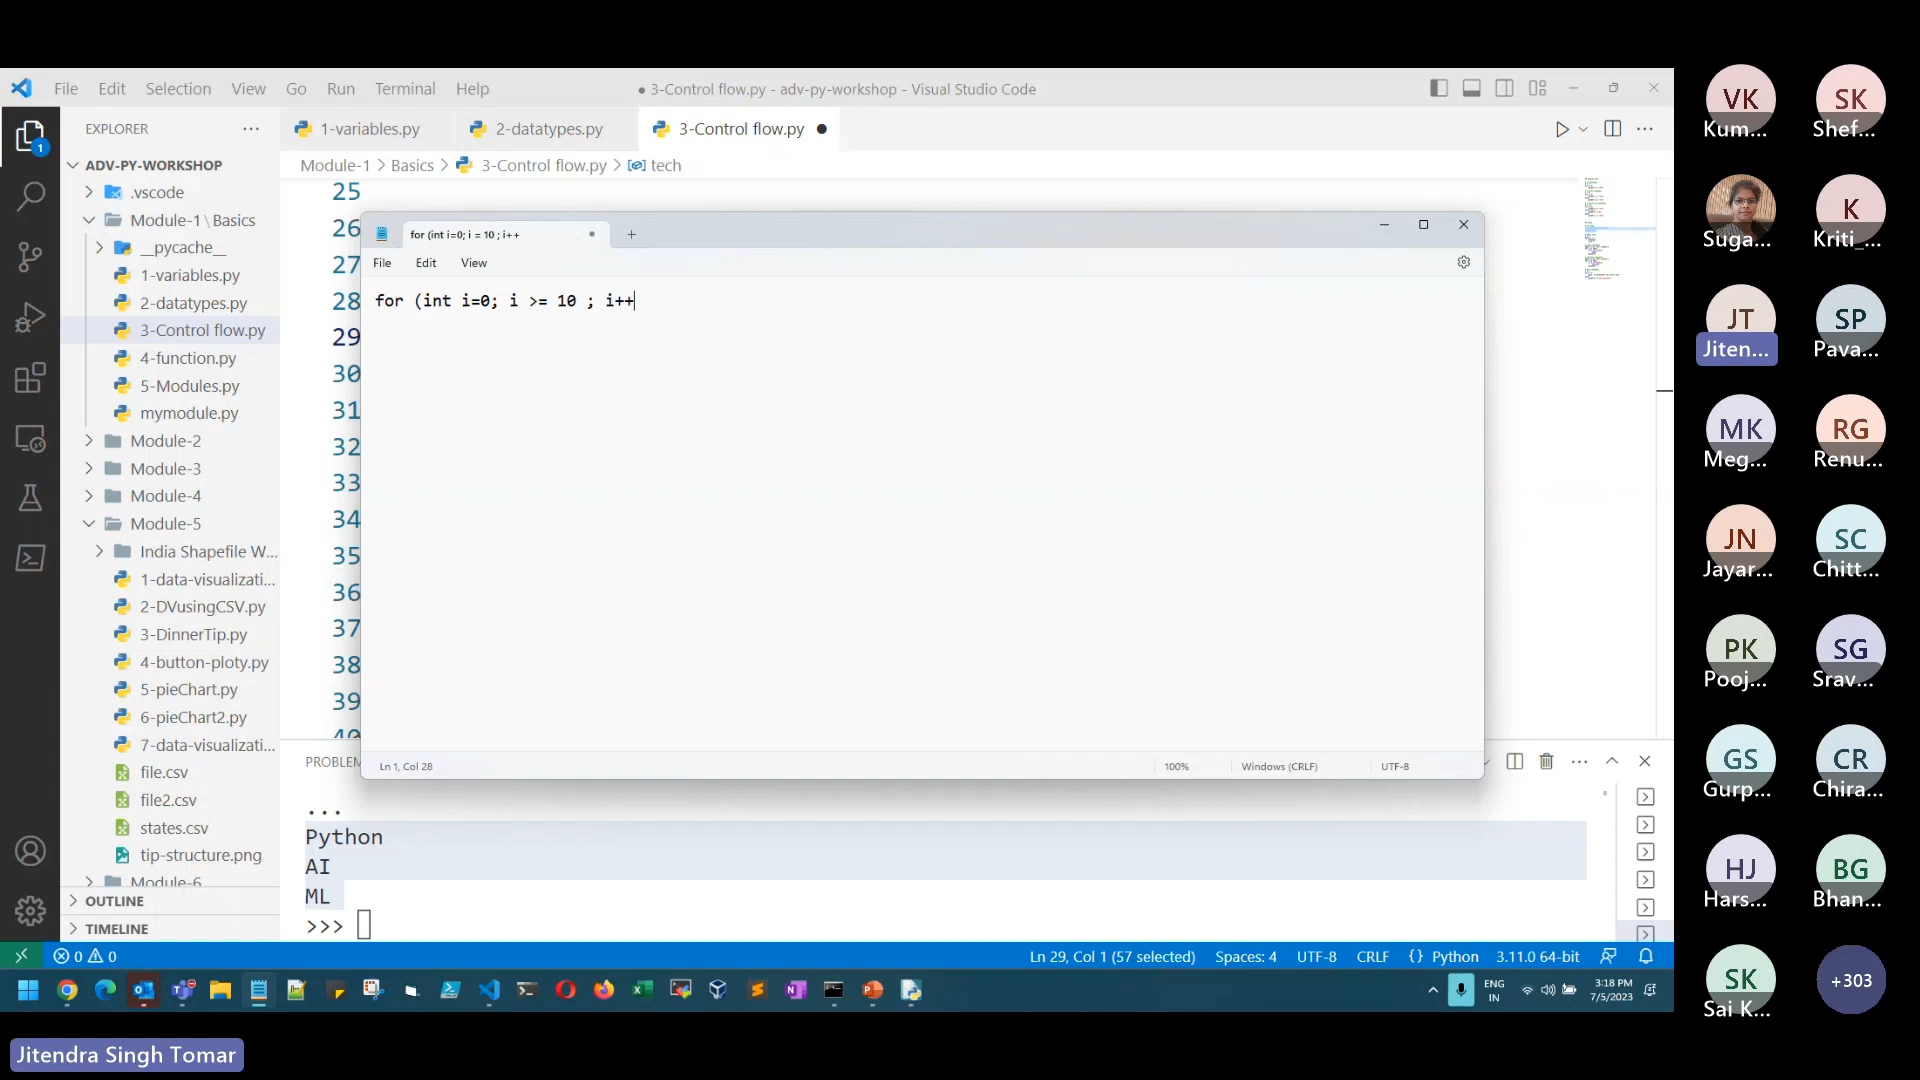 File Edit Selection View Go Run Terminal Help
● 3-Control flow.py - adv-py-workshop - Visual Studio Code
EXPLORER
1
ADV-PY-WORKSHOP
.vscode
Module-1\Basics
__pycache__
1-variables.py
2-datatypes.py
3-Control flow.py
4-function.py
5-Modules.py
mymodule.py
Module-2
Module-3
Module-4
Module-5
India Shapefile W...
1-data-visualizati...
2-DVusingCSV.py
3-DinnerTip.py
4-button-ploty.py
5-pieChart.py
6-pieChart2.py
7-data-visualizati...
file.csv
file2.csv
states.csv
tip-structure.png
Module-6
OUTLINE
TIMELINE
1-variables.py 2-datatypes.py 3-Control flow.py
Module-1 > Basics > 3-Control flow.py > tech
25
26
27
28
29
30
31
32
33
34
35
36
37
38
39
40
for (int i=0; i = 10 ; i++
File Edit View
for (int i=0; i >= 10 ; i++
Ln 1, Col 28 100% Windows (CRLF) UTF-8
PROBLEM
...
Python
AI
ML
>>>
0 0 Ln 29, Col 1 (57 selected) Spaces: 4 UTF-8 CRLF {} Python 3.11.0 64-bit
ENG
IN
3:18 PM
7/5/2023
VK SK
Kum... Shef...
K
Suga... Kriti_...
JT SP
Jiten... Pava...
MK RG
Meg... Renu...
JN SC
Jayar... Chitt...
PK SG
Pooj... Srav...
GS CR
Gurp... Chira...
HJ BG
Hars... Bhan...
SK +303
Sai K...
Jitendra Singh Tomar